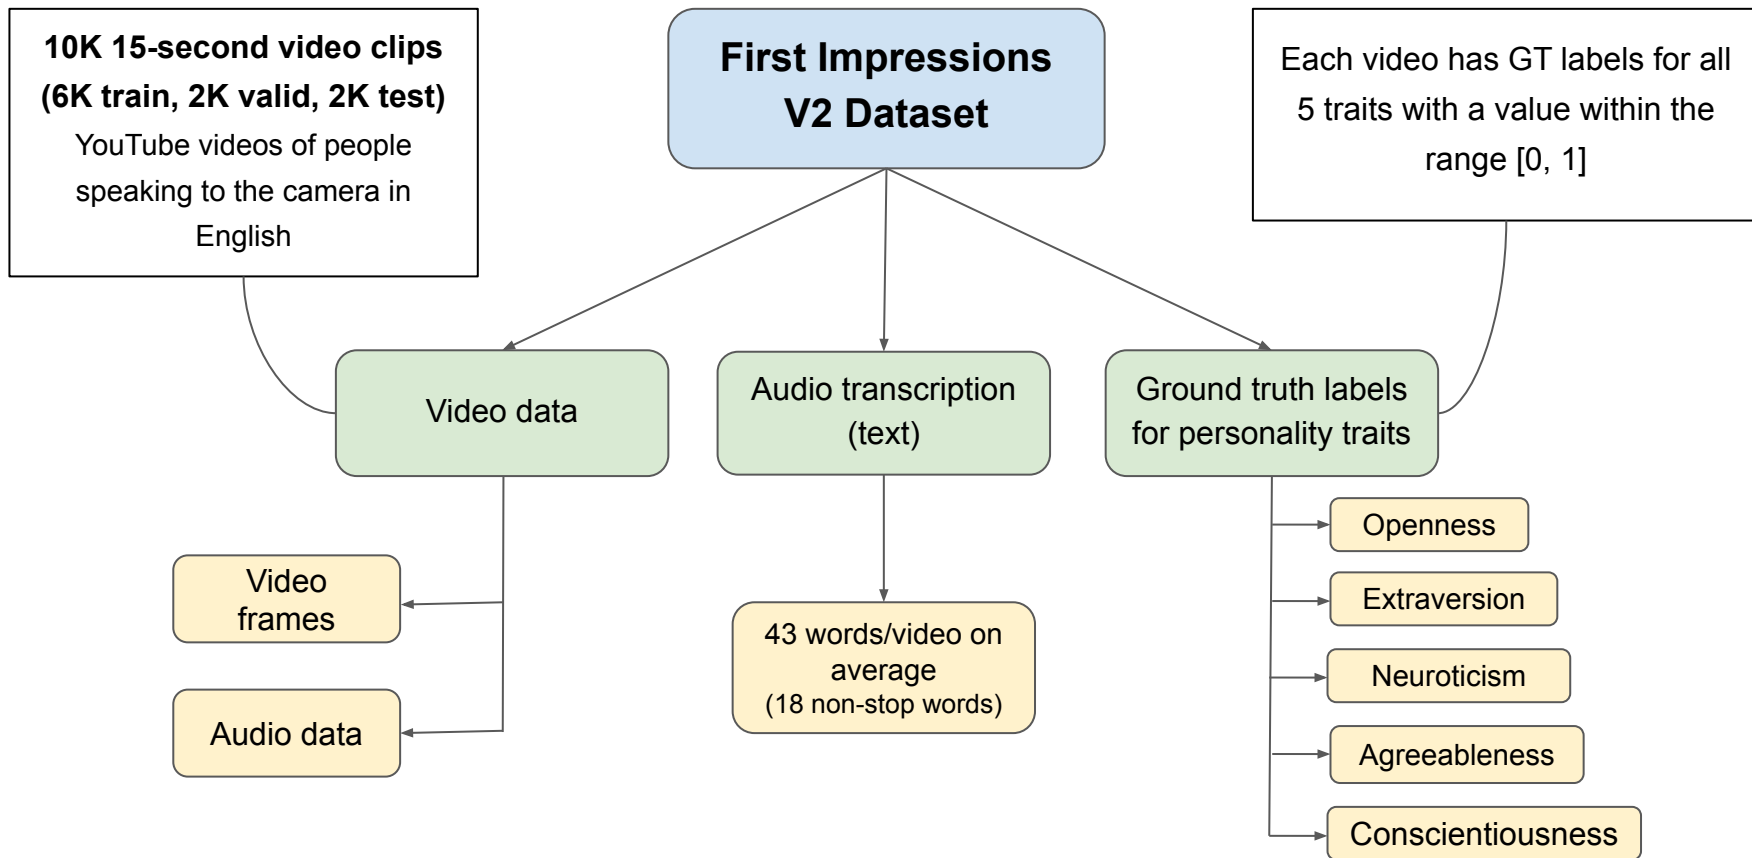 10K 15-second video clips
(6K train, 2K valid, 2K test)
YouTube videos of people
speaking to the camera in
English
First Impressions
V2 Dataset
Each video has GT labels for all
5 traits with a value within the
range [0, 1]
Video data
Audio transcription
(text)
Ground truth labels
for personality traits
Video
frames
Audio data
43 words/video on
average
(18 non-stop words)
Openness
Extraversion
Neuroticism
Agreeableness
Conscientiousness